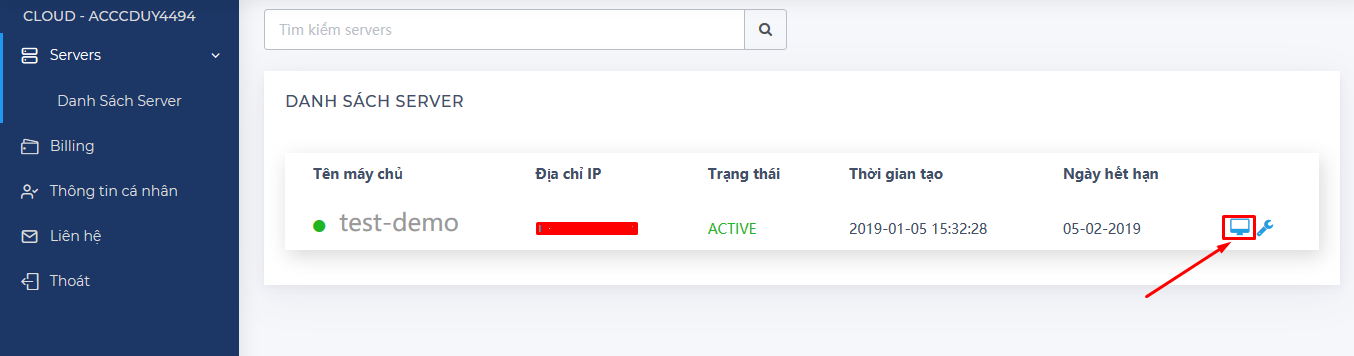 CLOUD - ACCCDUY4494
Servers
Danh Sách Server
Billing
Thông tin cá nhân
Liên hệ
Thoát
Tìm kiếm servers
DANH SÁCH SERVER
Tên máy chủ Địa chỉ IP Trạng thái Thời gian tạo Ngày hết hạn
test-demo ACTIVE 2019-01-05 15:32:28 05-02-2019